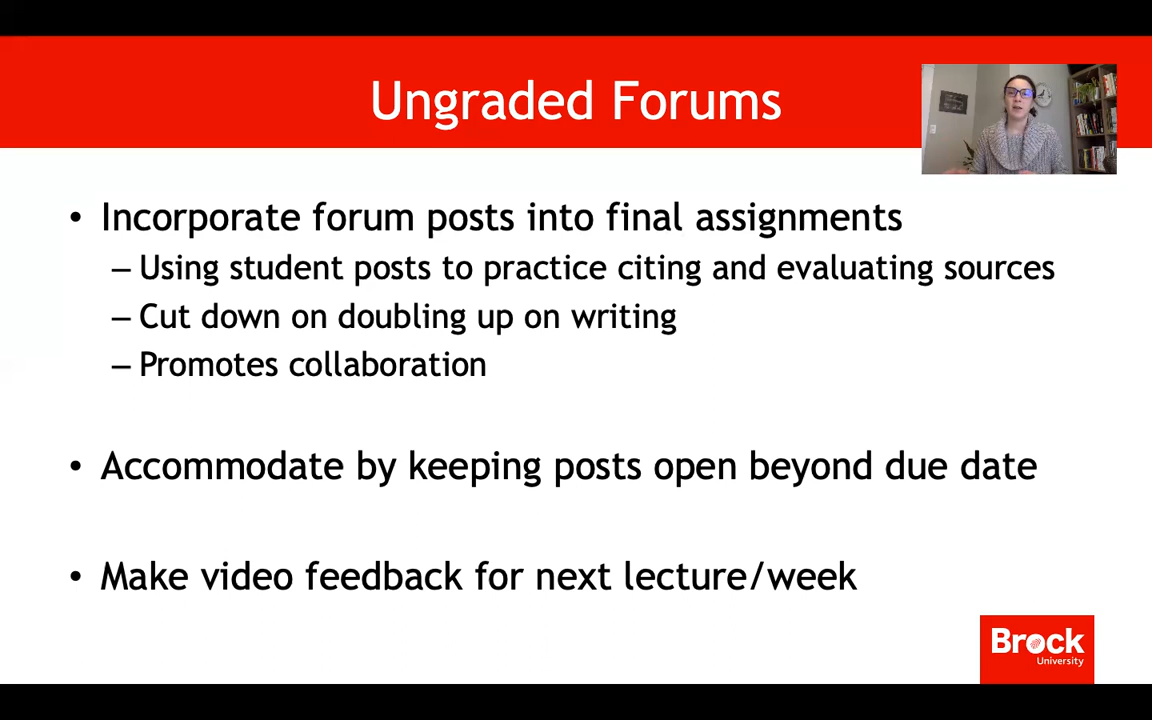 Ungraded Forums
• Incorporate forum posts into final assignments
– Using student posts to practice citing and evaluating sources
– Cut down on doubling up on writing
– Promotes collaboration
• Accommodate by keeping posts open beyond due date
• Make video feedback for next lecture/week
Brock
University